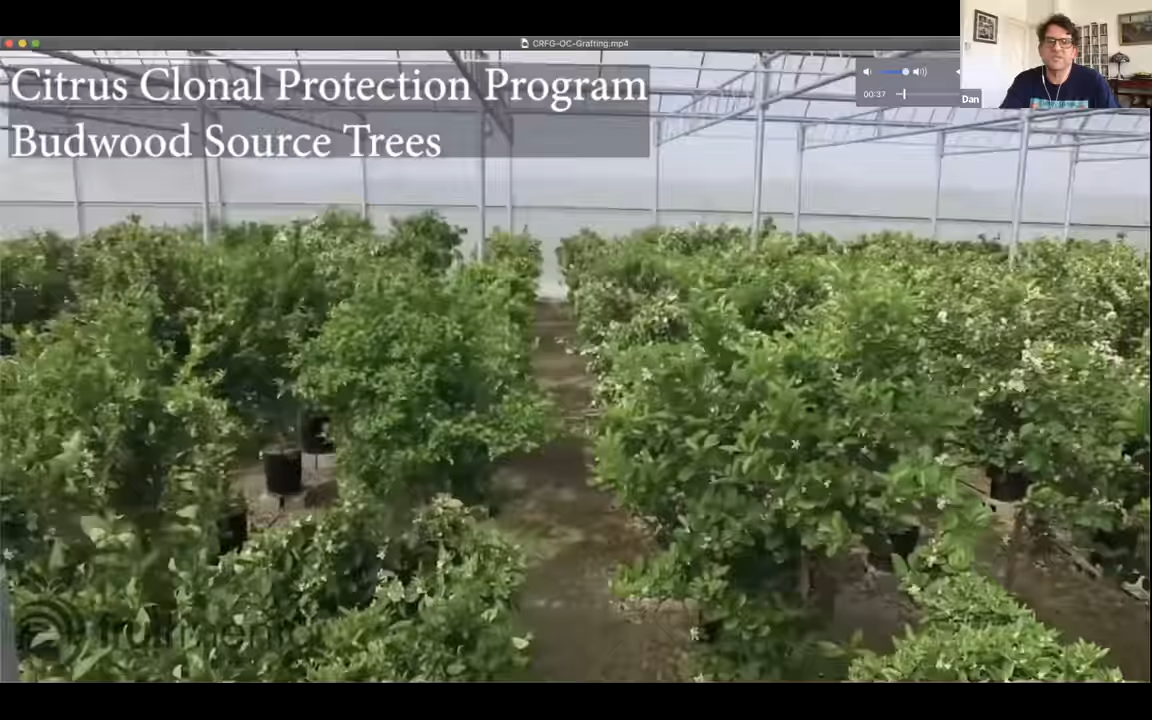 CRFG-OC-Grafting.mp4
Citrus Clonal Protection Program
Budwood Source Trees
00:37
Dan